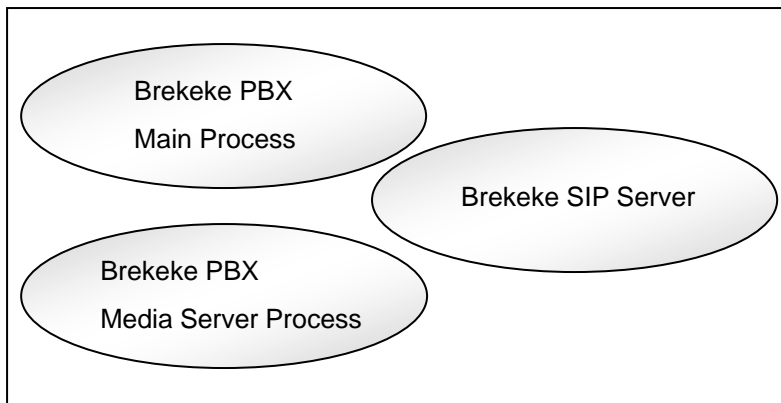 Brekeke PBX
Main Process
Brekeke SIP Server
Brekeke PBX
Media Server Process